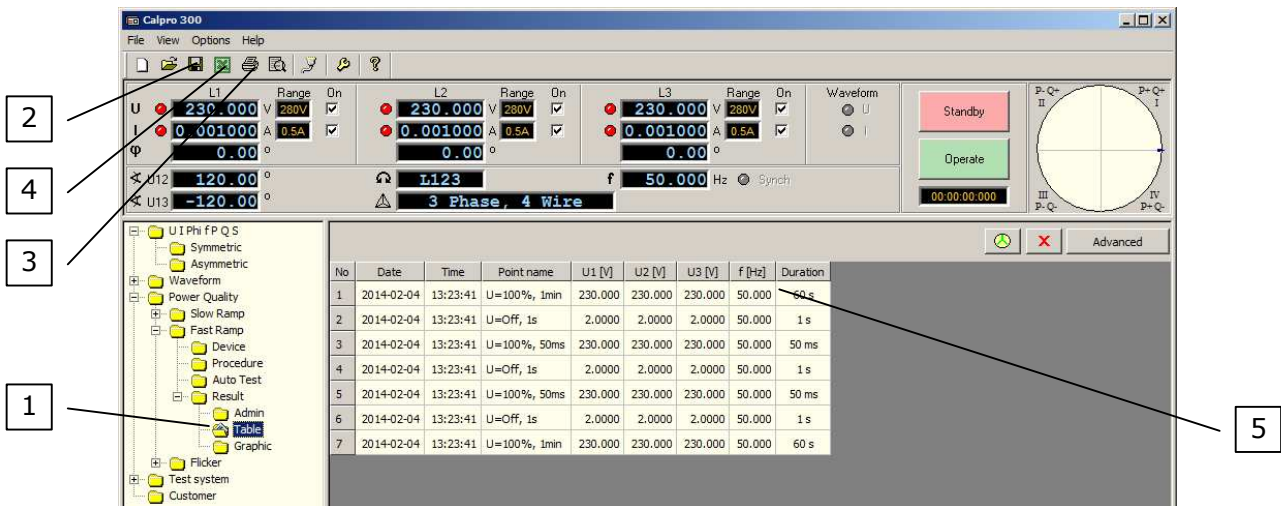 Calpro 300
File View Options Help
L1 Range On L2 Range On L3 Range On Waveform
U 230.000 V 280V 230.000 V 280V 230.000 V 280V U
I 0.001000 A 0.5A 0.001000 A 0.5A 0.001000 A 0.5A I
φ 0.00 ° 0.00 ° 0.00 °
U12 120.00 ° L123 f 50.000 Hz Synch
U13 -120.00 ° 3 Phase, 4 Wire
Standby
Operate
00:00:00:000
P- Q+ P+ Q+
II I
III IV
P- Q- P+ Q-
2
4
3
1
5
U I Phi f P Q S
Symmetric
Asymmetric
Waveform
Power Quality
Slow Ramp
Fast Ramp
Device
Procedure
Auto Test
Result
Admin
Table
Graphic
Flicker
Test system
Customer
Advanced
No Date Time Point name U1 [V] U2 [V] U3 [V] f [Hz] Duration
1 2014-02-04 13:23:41 U=100%, 1min 230.000 230.000 230.000 50.000 60 s
2 2014-02-04 13:23:41 U=Off, 1s 2.0000 2.0000 2.0000 50.000 1 s
3 2014-02-04 13:23:41 U=100%, 50ms 230.000 230.000 230.000 50.000 50 ms
4 2014-02-04 13:23:41 U=Off, 1s 2.0000 2.0000 2.0000 50.000 1 s
5 2014-02-04 13:23:41 U=100%, 50ms 230.000 230.000 230.000 50.000 50 ms
6 2014-02-04 13:23:41 U=Off, 1s 2.0000 2.0000 2.0000 50.000 1 s
7 2014-02-04 13:23:41 U=100%, 1min 230.000 230.000 230.000 50.000 60 s